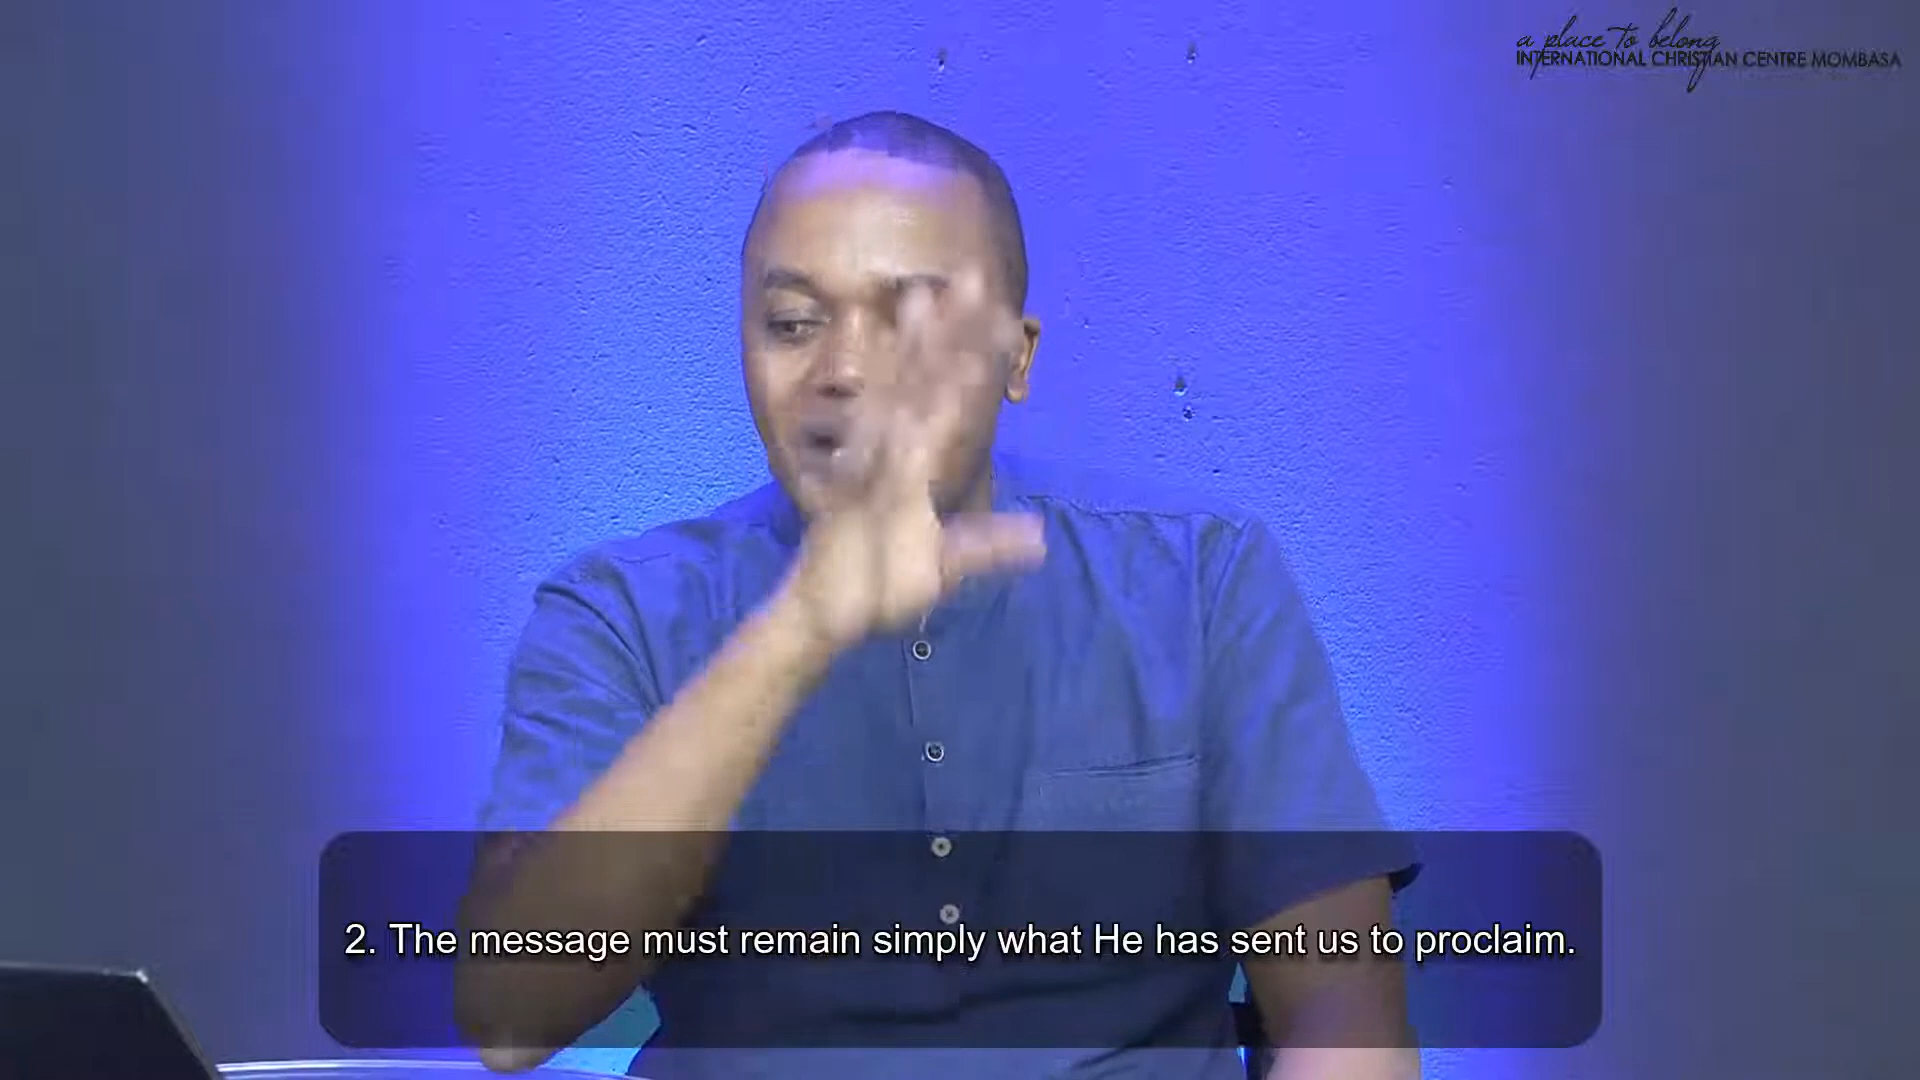 a place to belong
INTERNATIONAL CHRISTIAN CENTRE MOMBASA
2. The message must remain simply what He has sent us to proclaim.